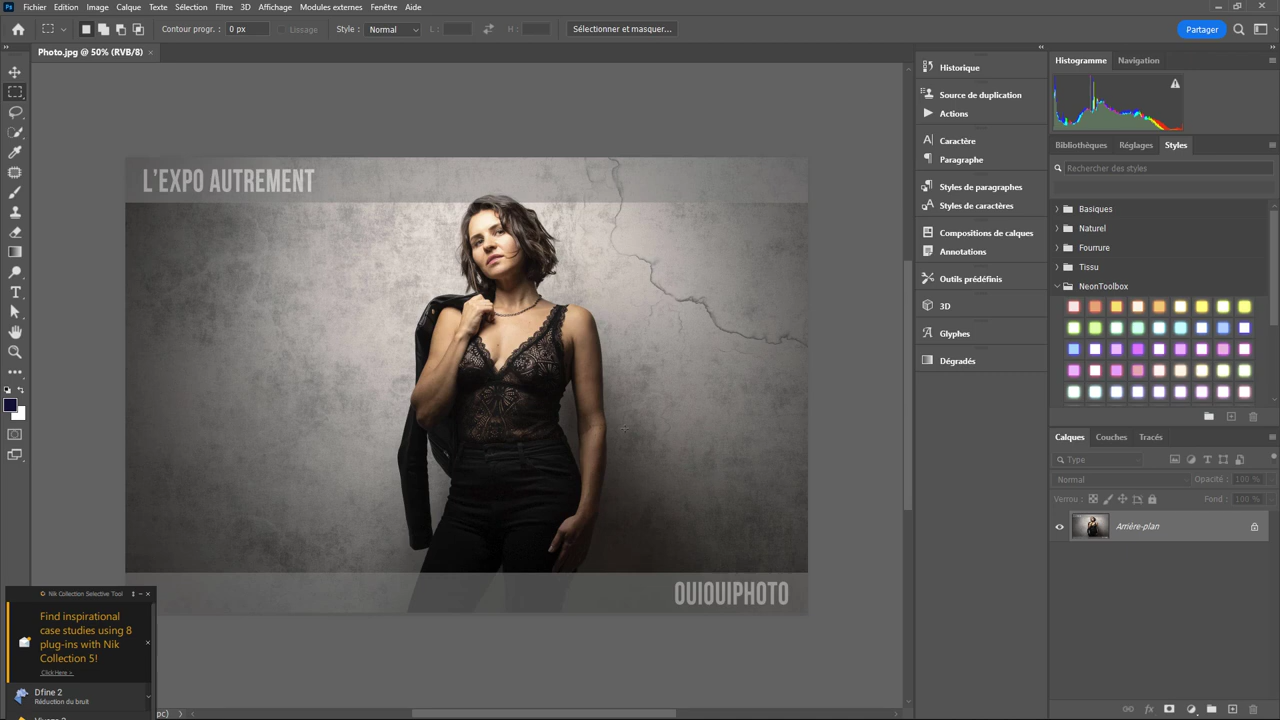 Fichier Edition Image Calque Texte Sélection Filtre 3D Affichage Modules externes Fenêtre Aide
Contour progr. : 0 px Lissage Style : Normal L : H : Sélectionner et masquer... Partager
Photo.jpg @ 50% (RVB/8) ×
L'EXPO AUTREMENT
OUIOUIPHOTO
Nik Collection Selective Tool
Find inspirational
case studies using 8
plug-ins with Nik
Collection 5!
Click Here >
Dfine 2
Réduction du bruit
Historique
Source de duplication
Actions
Caractère
Paragraphe
Styles de paragraphes
Styles de caractères
Compositions de calques
Annotations
Outils prédéfinis
3D
Glyphes
Dégradés
Histogramme Navigation
Bibliothèques Réglages Styles
Rechercher des styles
Basiques
Naturel
Fourrure
Tissu
NeonToolbox
Calques Couches Tracés
Type
Normal Opacité : 100 %
Verrou : Fond : 100 %
Arrière-plan